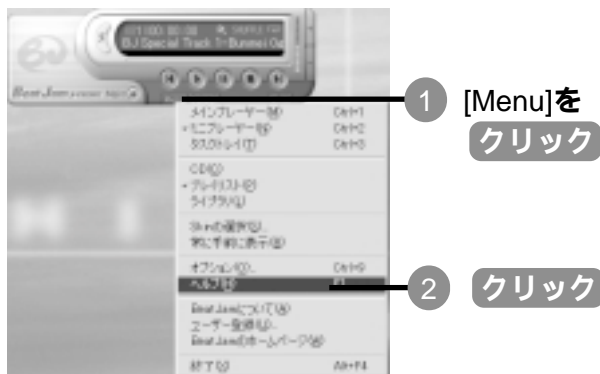 BJ Special Track 1-Bunmei Op
BeatJam
1 [Menu]を
クリック
メインプレーヤー(M) Ctrl+1
・ミニプレーヤー(N) Ctrl+2
タスクトレイ(T) Ctrl+3
CD(C)
・プレイリスト(P)
ライブラリ(L)
Skinの選択(S)...
常に手前に表示(R)
オプション(O)... Ctrl+9
ヘルプ(H) F1
2 クリック
BeatJamについて(A)
ユーザー登録(U)...
BeatJamのホームページ(W)
終了(X) Alt+F4